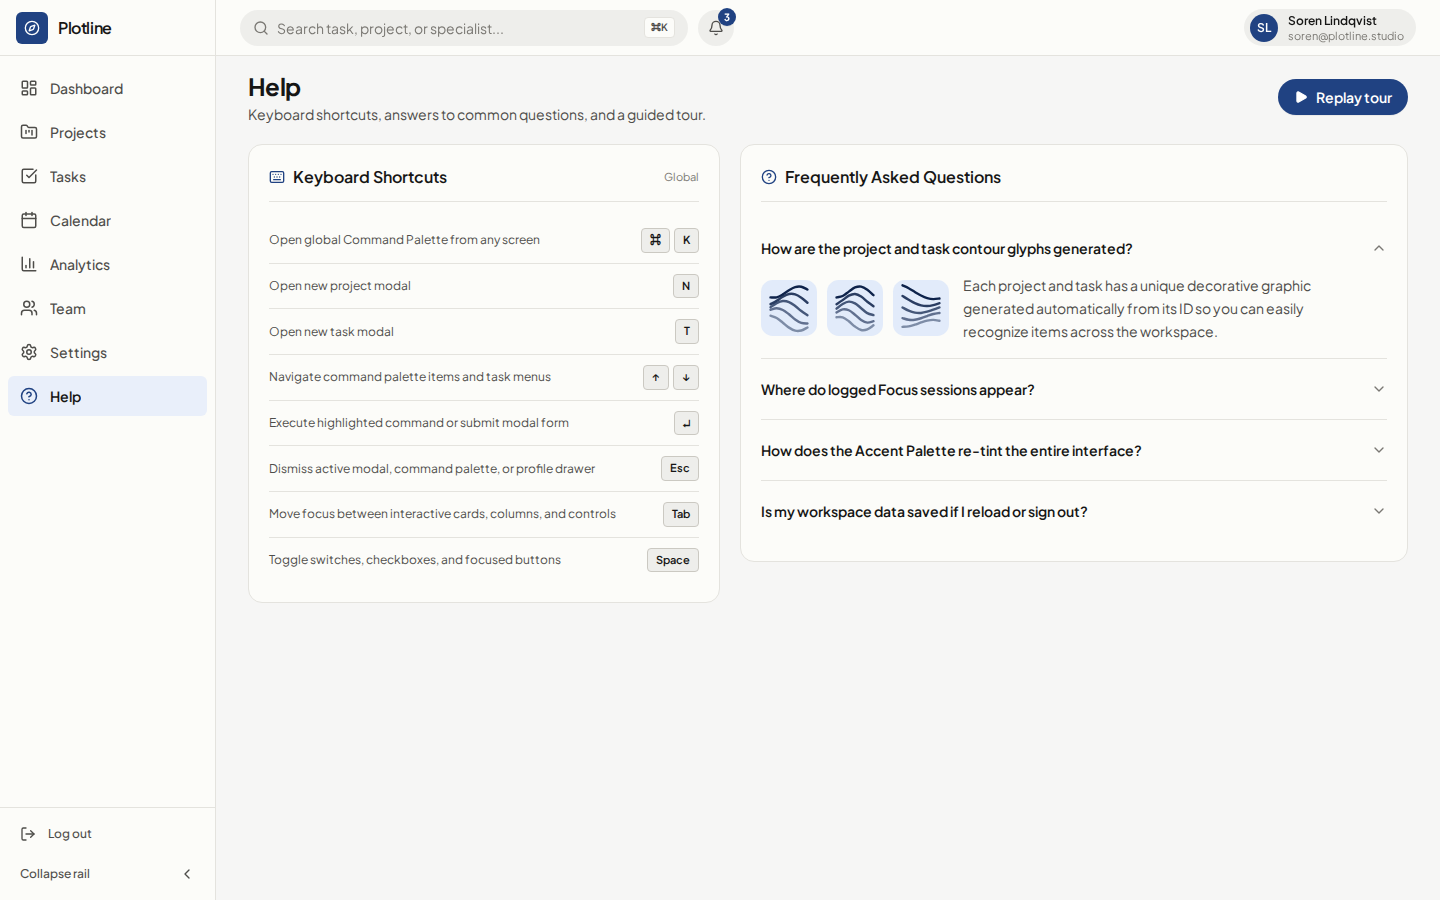 Plotline
Search task, project, or specialist...
⌘K
3
SL
Soren Lindqvist
soren@plotline.studio
Dashboard
Projects
Tasks
Calendar
Analytics
Team
Settings
Help
Log out
Collapse rail
Help
Keyboard shortcuts, answers to common questions, and a guided tour.
Replay tour
Keyboard Shortcuts
Global
Open global Command Palette from any screen
⌘ K
Open new project modal
N
Open new task modal
T
Navigate command palette items and task menus
↑ ↓
Execute highlighted command or submit modal form
↵
Dismiss active modal, command palette, or profile drawer
Esc
Move focus between interactive cards, columns, and controls
Tab
Toggle switches, checkboxes, and focused buttons
Space
Frequently Asked Questions
How are the project and task contour glyphs generated?
Each project and task has a unique decorative graphic
generated automatically from its ID so you can easily
recognize items across the workspace.
Where do logged Focus sessions appear?
How does the Accent Palette re-tint the entire interface?
Is my workspace data saved if I reload or sign out?